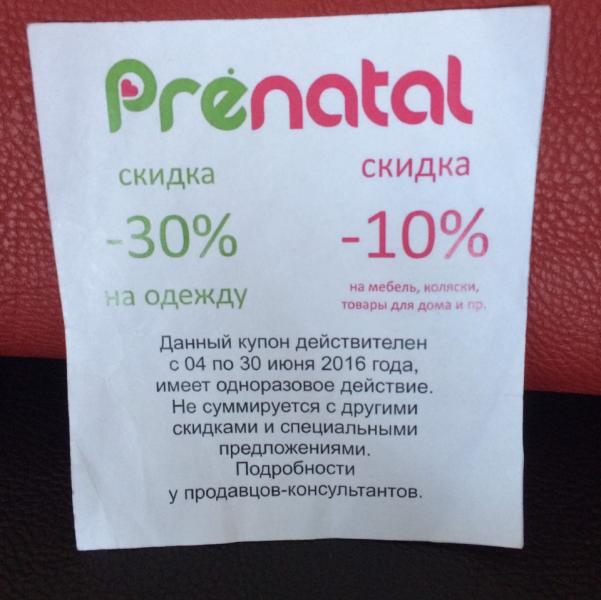 Prenatal
скидка
-30%
на одежду
скидка
-10%
на мебель, коляски,
товары для дома и пр.
Данный купон действителен
с 04 по 30 июня 2016 года,
имеет одноразовое действие.
Не суммируется с другими
скидками и специальными
предложениями.
Подробности
у продавцов-консультантов.